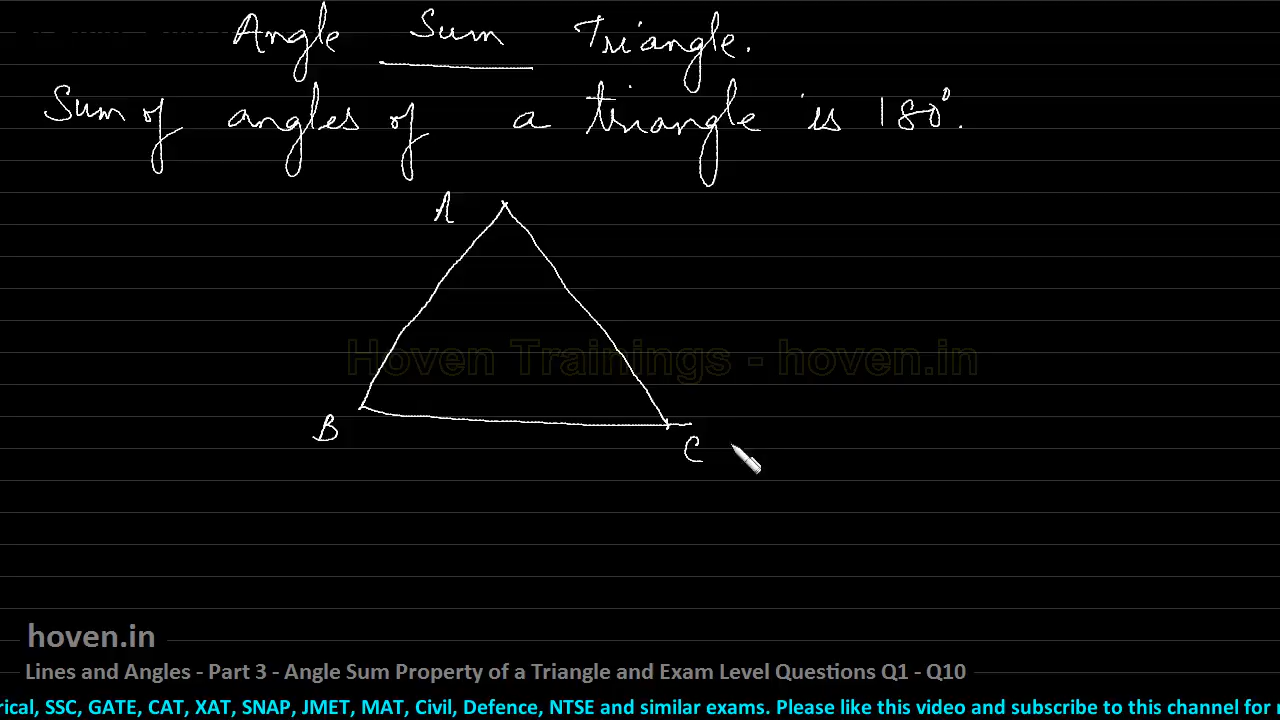 Angle Sum Triangle.
Sum of angles of a triangle is 180°.
A
Hoven Trainings - hoven.in
B
C
hoven.in
Lines and Angles - Part 3 - Angle Sum Property of a Triangle and Exam Level Questions Q1 - Q10
rical, SSC, GATE, CAT, XAT, SNAP, JMET, MAT, Civil, Defence, NTSE and similar exams. Please like this video and subscribe to this channel for